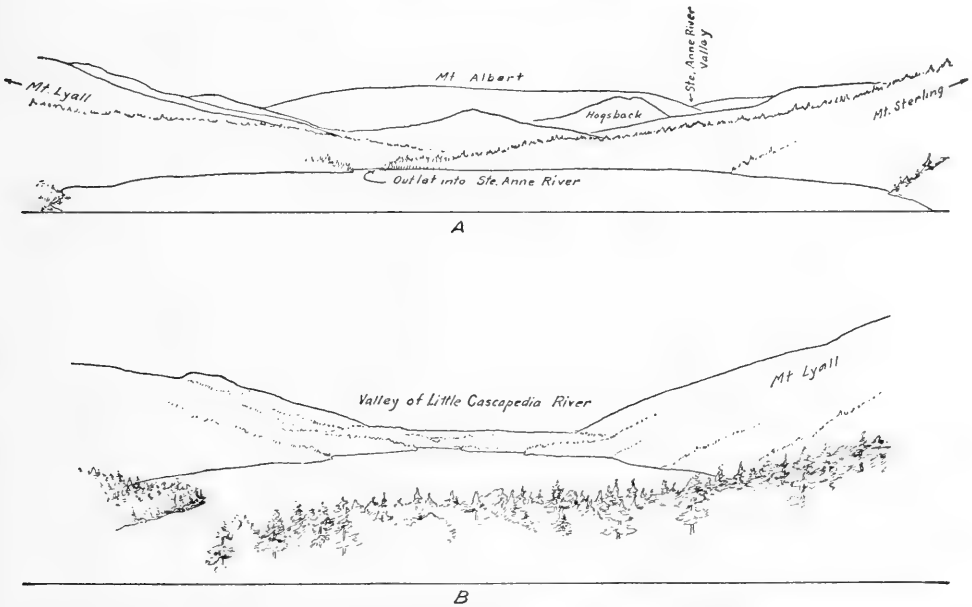 Ste. Anne River
Valley
Mt Albert
Mt. Lyall
Hogsback
Mt. Sterling
Outlet into Ste. Anne River
A
Mt Lyall
Valley of Little Cascapedia River
B